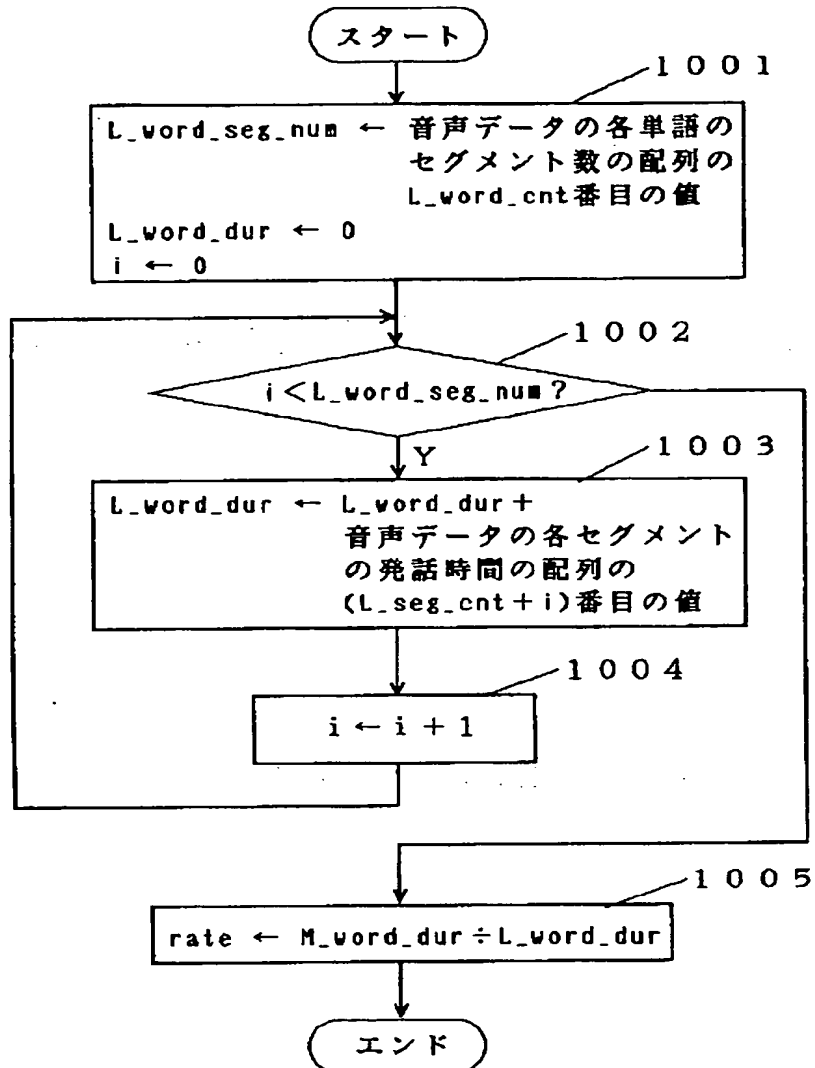 スタート
1001
L_word_seg_num ← 音声データの各単語の
セグメント数の配列の
L_word_cnt番目の値
L_word_dur ← 0
i ← 0
1002
i<L_word_seg_num?
Y
1003
L_word_dur ← L_word_dur+
音声データの各セグメント
の発話時間の配列の
(L_seg_cnt+i)番目の値
1004
i ← i + 1
1005
rate ← M_word_dur÷L_word_dur
エンド